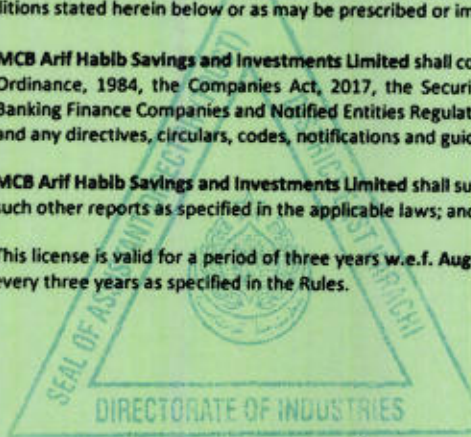 ditions stated herein below or as may be prescribed or im
MCB Arif Habib Savings and Investments Limited shall co
Ordinance, 1984, the Companies Act, 2017, the Securi
Banking Finance Companies and Notified Entities Regulat
and any directives, circulars, codes, notifications and guid
MCB Arif Habib Savings and Investments Limited shall su
such other reports as specified in the applicable laws; and
This license is valid for a period of three years w.e.f. Aug
every three years as specified in the Rules.
SEAL OF ASSISTANT DIRECTOR
DIRECTORATE OF INDUSTRIES
KARACHI